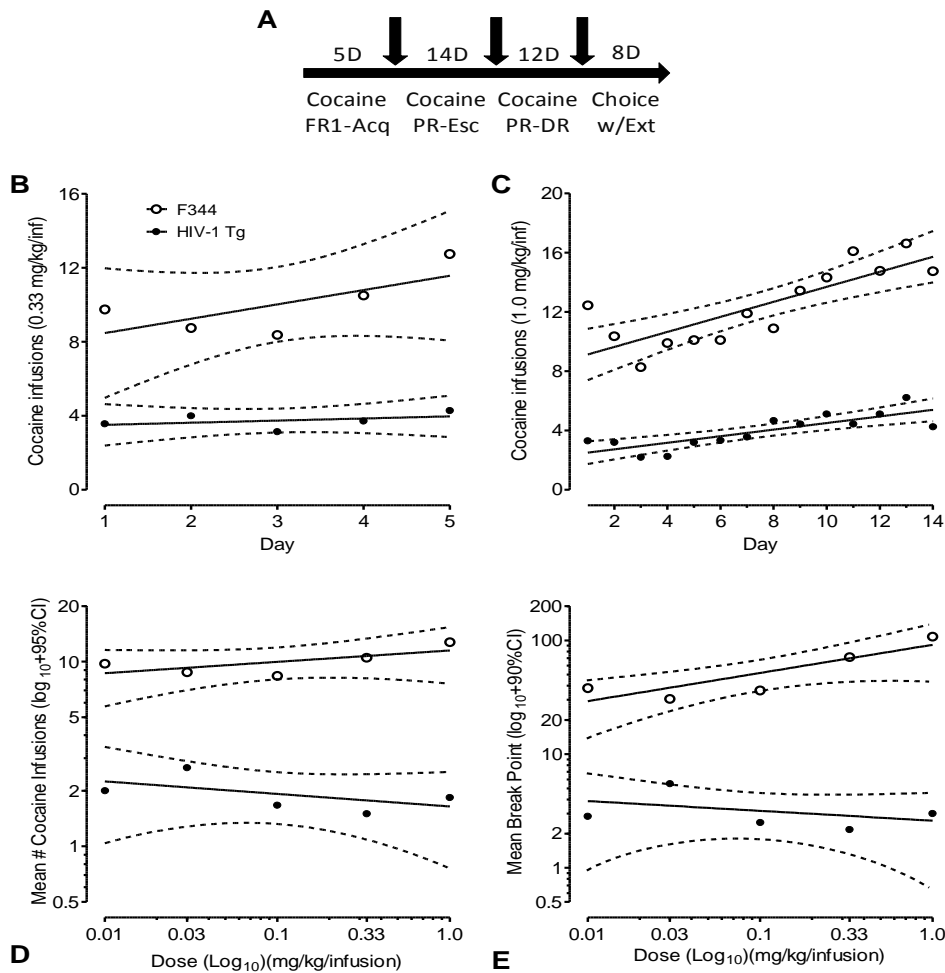 A
5D 14D 12D 8D
Cocaine Cocaine Cocaine Choice
FR1-Acq PR-Esc PR-DR w/Ext
B
Cocaine infusions (0.33 mg/kg/inf)
16
12
8
4
0
F344
HIV-1 Tg
1 2 3 4 5
Day
C
Cocaine infusions (1.0 mg/kg/inf)
20
16
12
8
4
0
2 4 6 8 10 12 14
Day
Mean # Cocaine Infusions (log10+95%CI)
20
10
5
2
1
0.5
0.01 0.03 0.1 0.33 1.0
D
Dose (Log10)(mg/kg/infusion)
Mean Break Point (log10+90%CI)
200
100
50
20
10
5
2
1
0.5
0.01 0.03 0.1 0.33 1.0
E
Dose (Log10)(mg/kg/infusion)